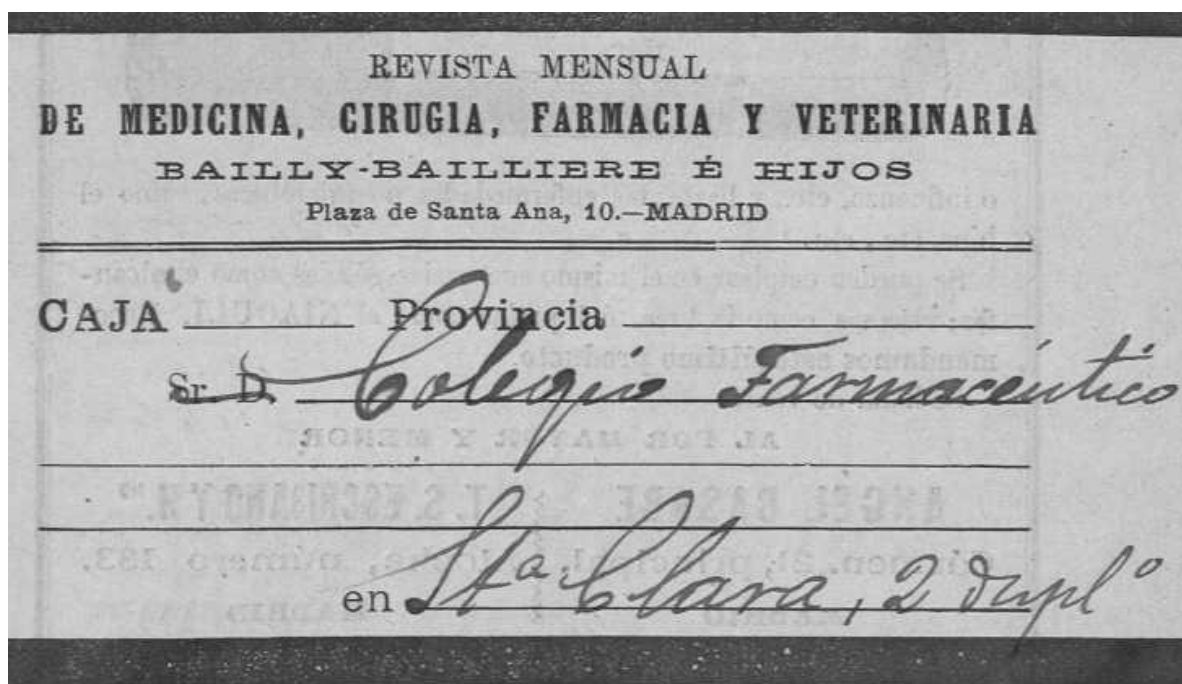 REVISTA MENSUAL
DE MEDICINA, CIRUGIA, FARMACIA Y VETERINARIA
BAILLY-BAILLIERE É HIJOS
Plaza de Santa Ana, 10.—MADRID
CAJA Provincia
Sr. D. Colegio Farmacéutico
en Sta. Clara, 2 dupl.º